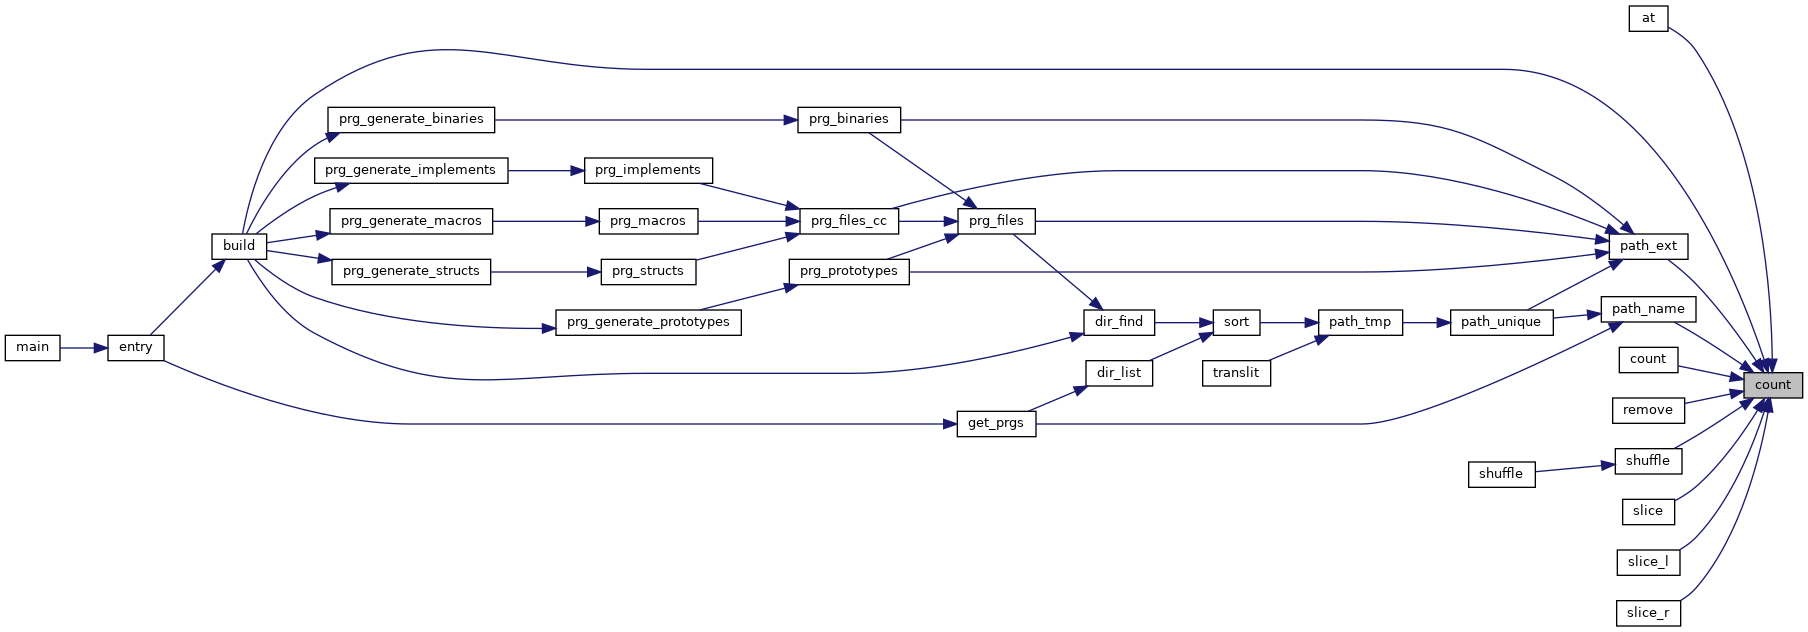 at
prg_generate_binaries
prg_binaries
prg_generate_implements
prg_implements
prg_generate_macros
prg_macros
prg_files_cc
prg_files
build
path_ext
prg_generate_structs
prg_structs
prg_prototypes
path_name
prg_generate_prototypes
dir_find
sort
path_tmp
path_unique
main
entry
count
dir_list
translit
count
remove
get_prgs
shuffle
shuffle
slice
slice_l
slice_r